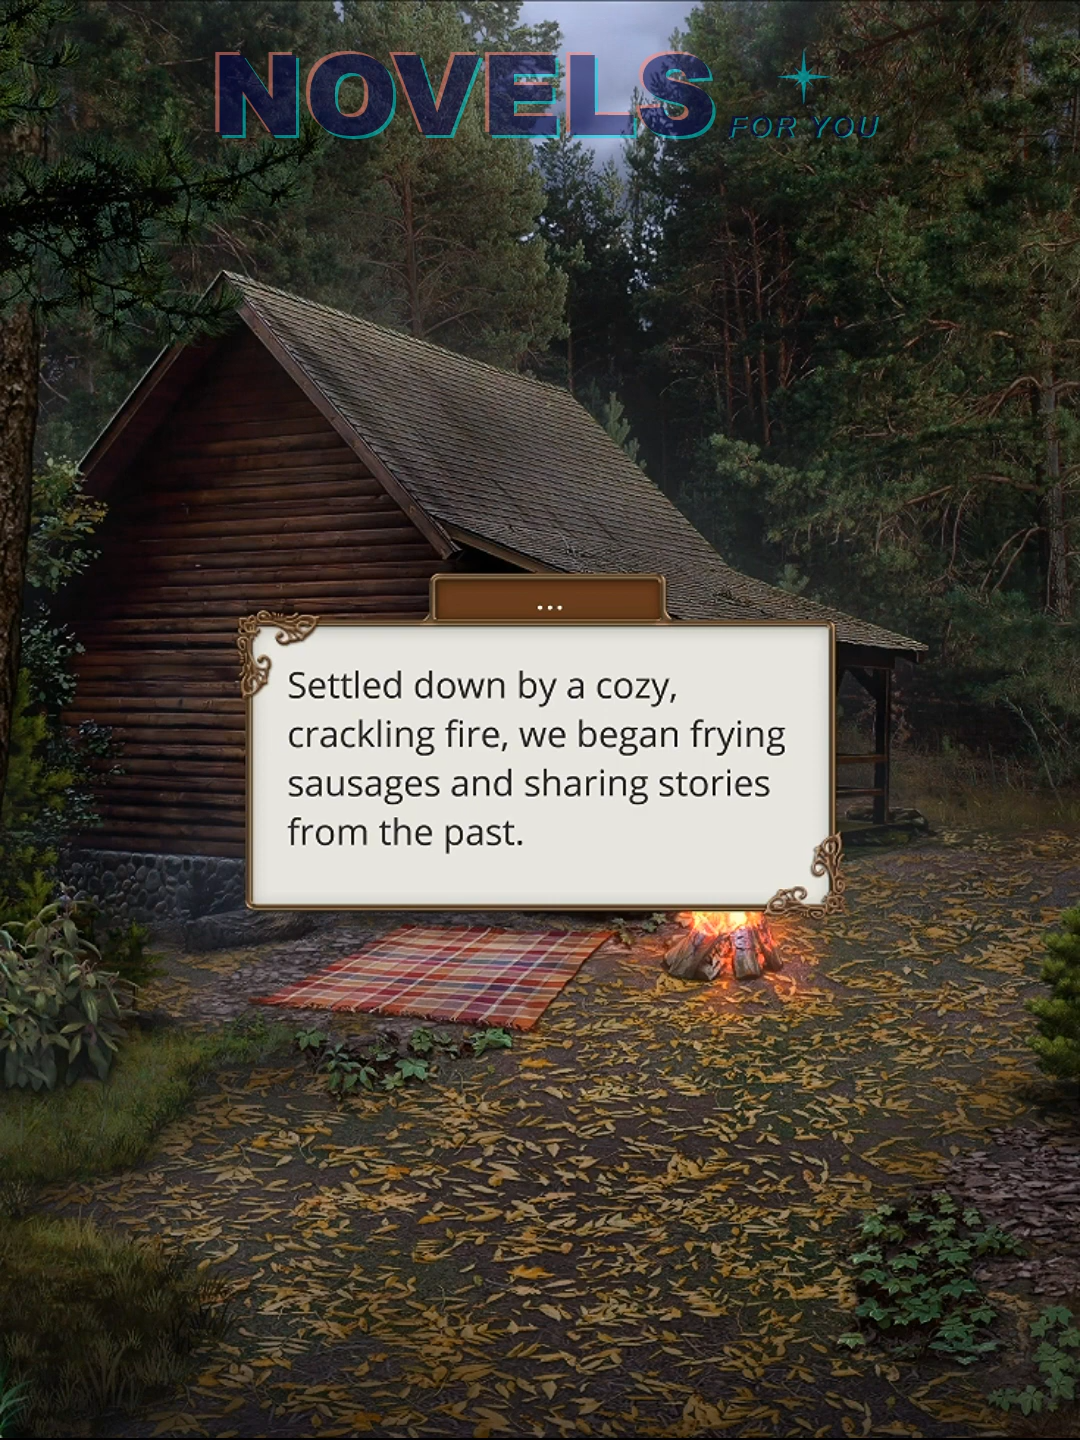 NOVELS
FOR YOU
...
Settled down by a cozy,
crackling fire, we began frying
sausages and sharing stories
from the past.